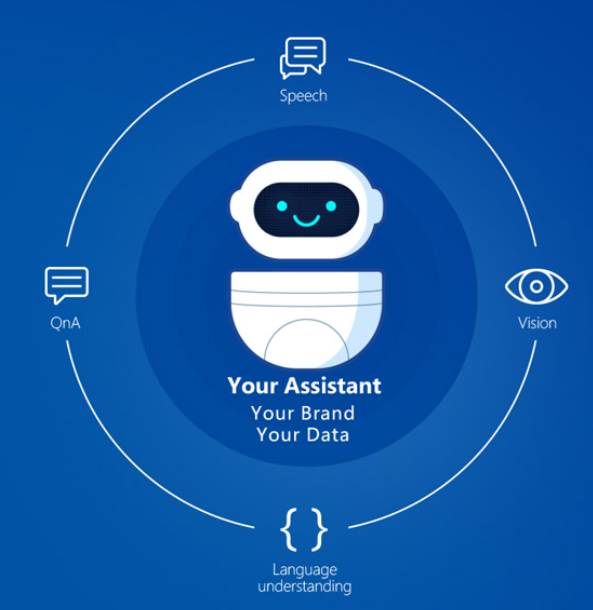 Speech
QnA
Vision
Your Assistant
Your Brand
Your Data
Language
understanding